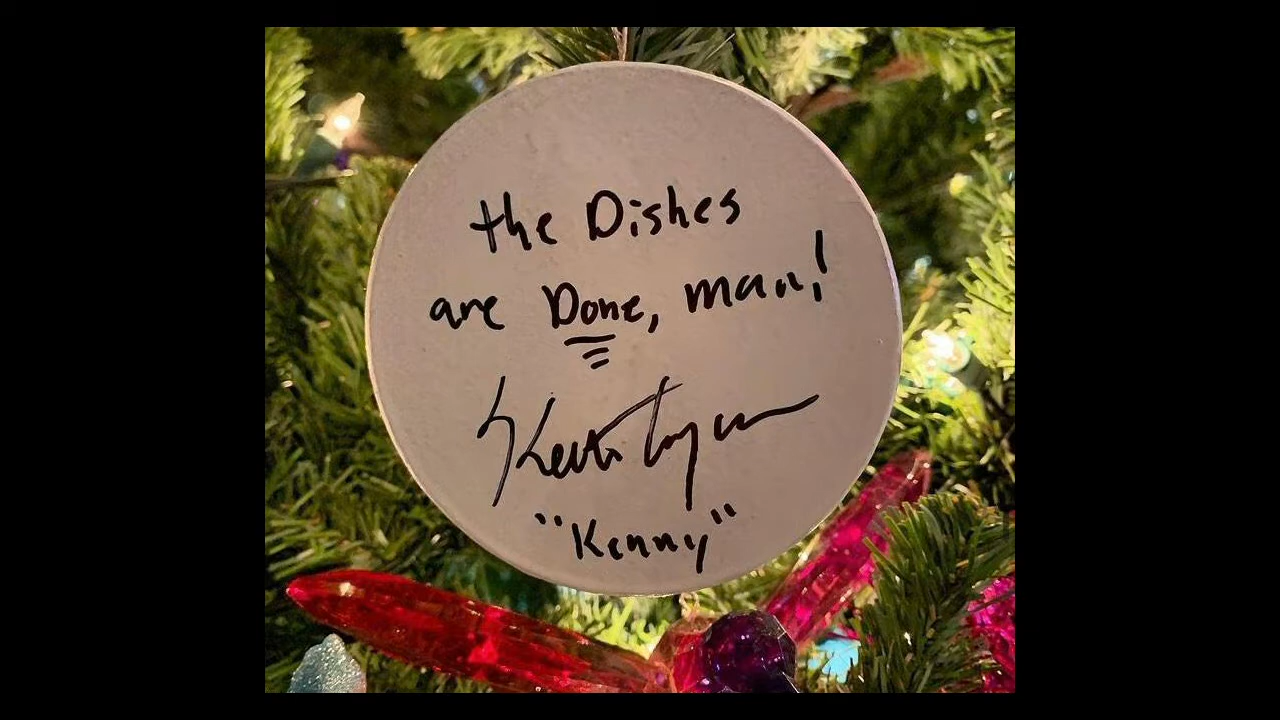 the Dishes
are Done, man!
"Kenny"